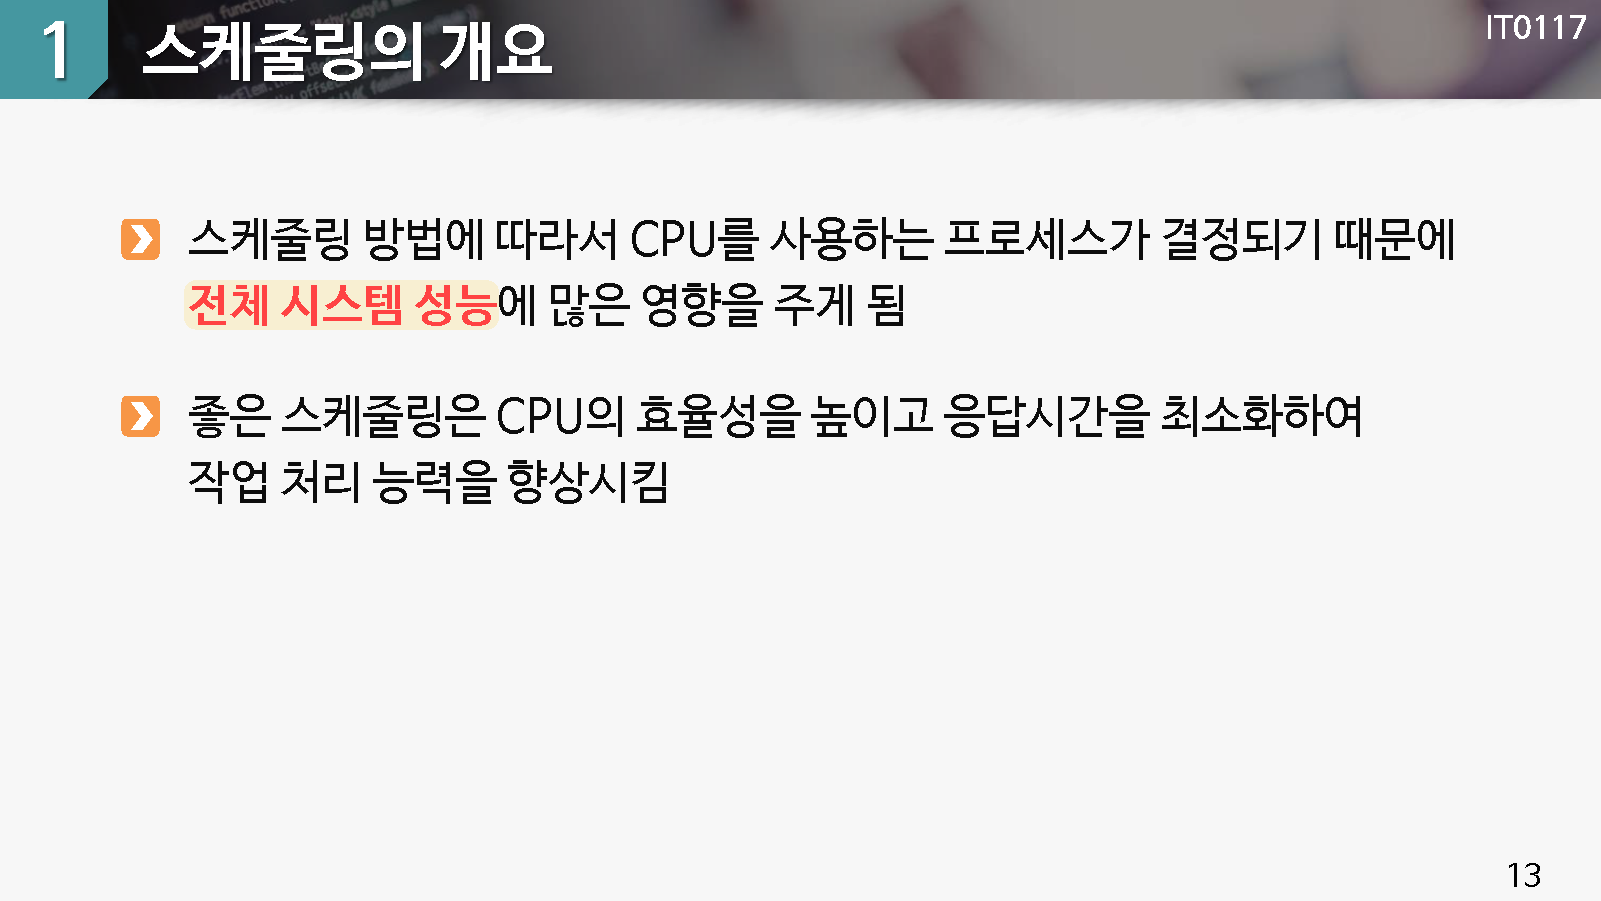 1 스케줄링의 개요
IT0117
스케줄링 방법에 따라서 CPU를 사용하는 프로세스가 결정되기 때문에
전체 시스템 성능에 많은 영향을 주게 됨
좋은 스케줄링은 CPU의 효율성을 높이고 응답시간을 최소화하여
작업 처리 능력을 향상시킴
13